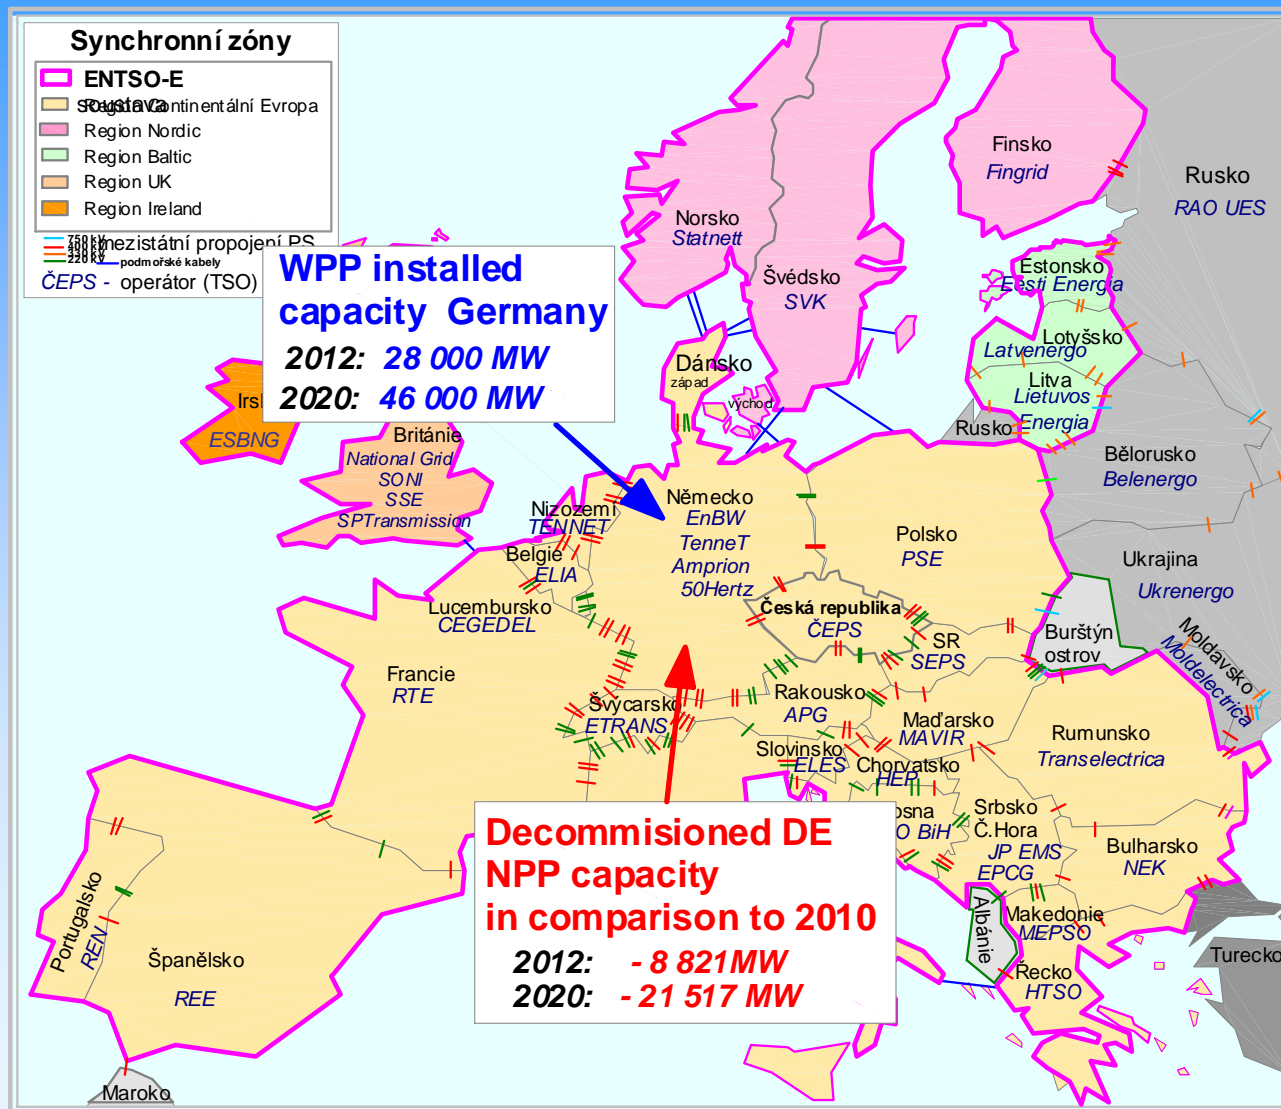 Synchronní zóny
ENTSO-E
Region Continentální Evropa
Region Nordic
Region Baltic
Region UK
Region Ireland
750 kV
mezistátní propojení PS
220 kV
podmořské kabely
ČEPS - operátor (TSO)
WPP installed
capacity Germany
2012: 28 000 MW
2020: 46 000 MW
Finsko
Fingrid
Rusko
RAO UES
Norsko
Statnett
Švédsko
SVK
Estonsko
Eesti Energia
Lotyšsko
Latvenergo
Litva
Lietuvos
Energia
Rusko
Dánsko
západ
východ
ESBNG
Británie
National Grid
SONI
SSE
SPTransmission
Bělorusko
Belenergo
Nizozemí
TENNET
Německo
EnBW
TenneT
Amprion
50Hertz
Polsko
PSE
Belgie
ELIA
Ukrajina
Ukrenergo
Lucembursko
CEGEDEL
Česká republika
ČEPS
SR
SEPS
Burštýn
ostrov
Moldavsko
Moldelectrica
Francie
RTE
Švýcarsko
ETRANS
Rakousko
APG
Maďarsko
MAVIR
Rumunsko
Transelectrica
Slovinsko
ELES
Chorvatsko
HEP
osna
O BiH
Srbsko
Č.Hora
JP EMS
EPCG
Bulharsko
NEK
Decommisioned DE
NPP capacity
in comparison to 2010
2012: - 8 821MW
2020: - 21 517 MW
Albánie
Makedonie
MEPSO
Řecko
HTSO
Turecko
Portugalsko
REN
Španělsko
REE
Maroko